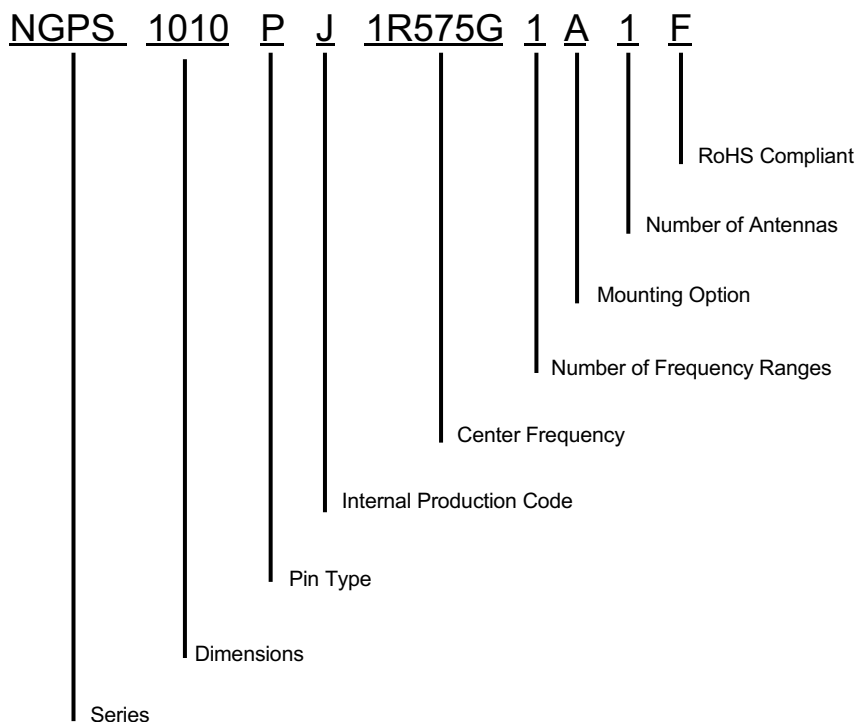 NGPS 1010 P J 1R575G 1 A 1 F
RoHS Compliant
Number of Antennas
Mounting Option
Number of Frequency Ranges
Center Frequency
Internal Production Code
Pin Type
Dimensions
Series